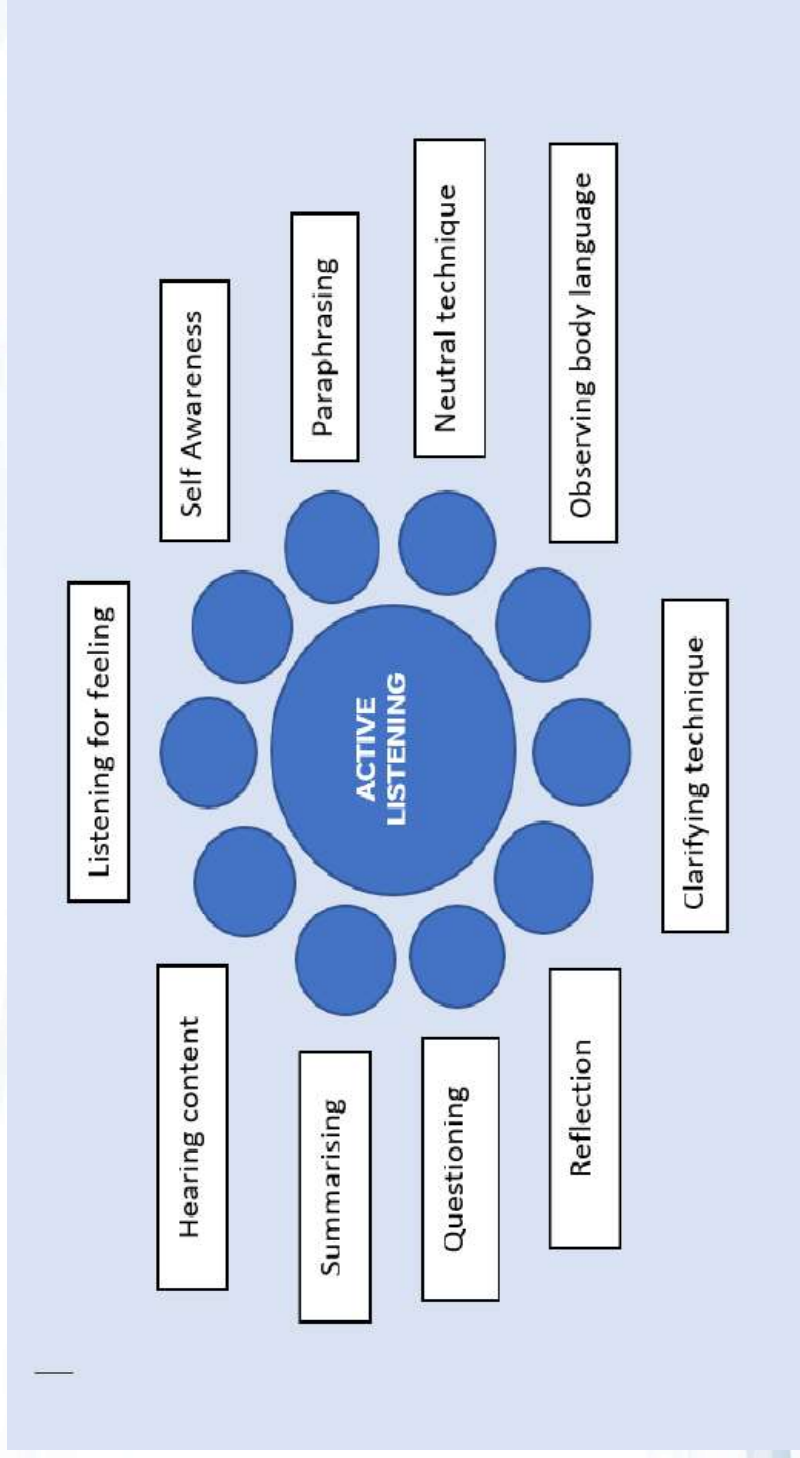 Listening for feeling
Hearing content
Self Awareness
Summarising
Paraphrasing
ACTIVE
LISTENING
Questioning
Neutral technique
Reflection
Observing body language
Clarifying technique